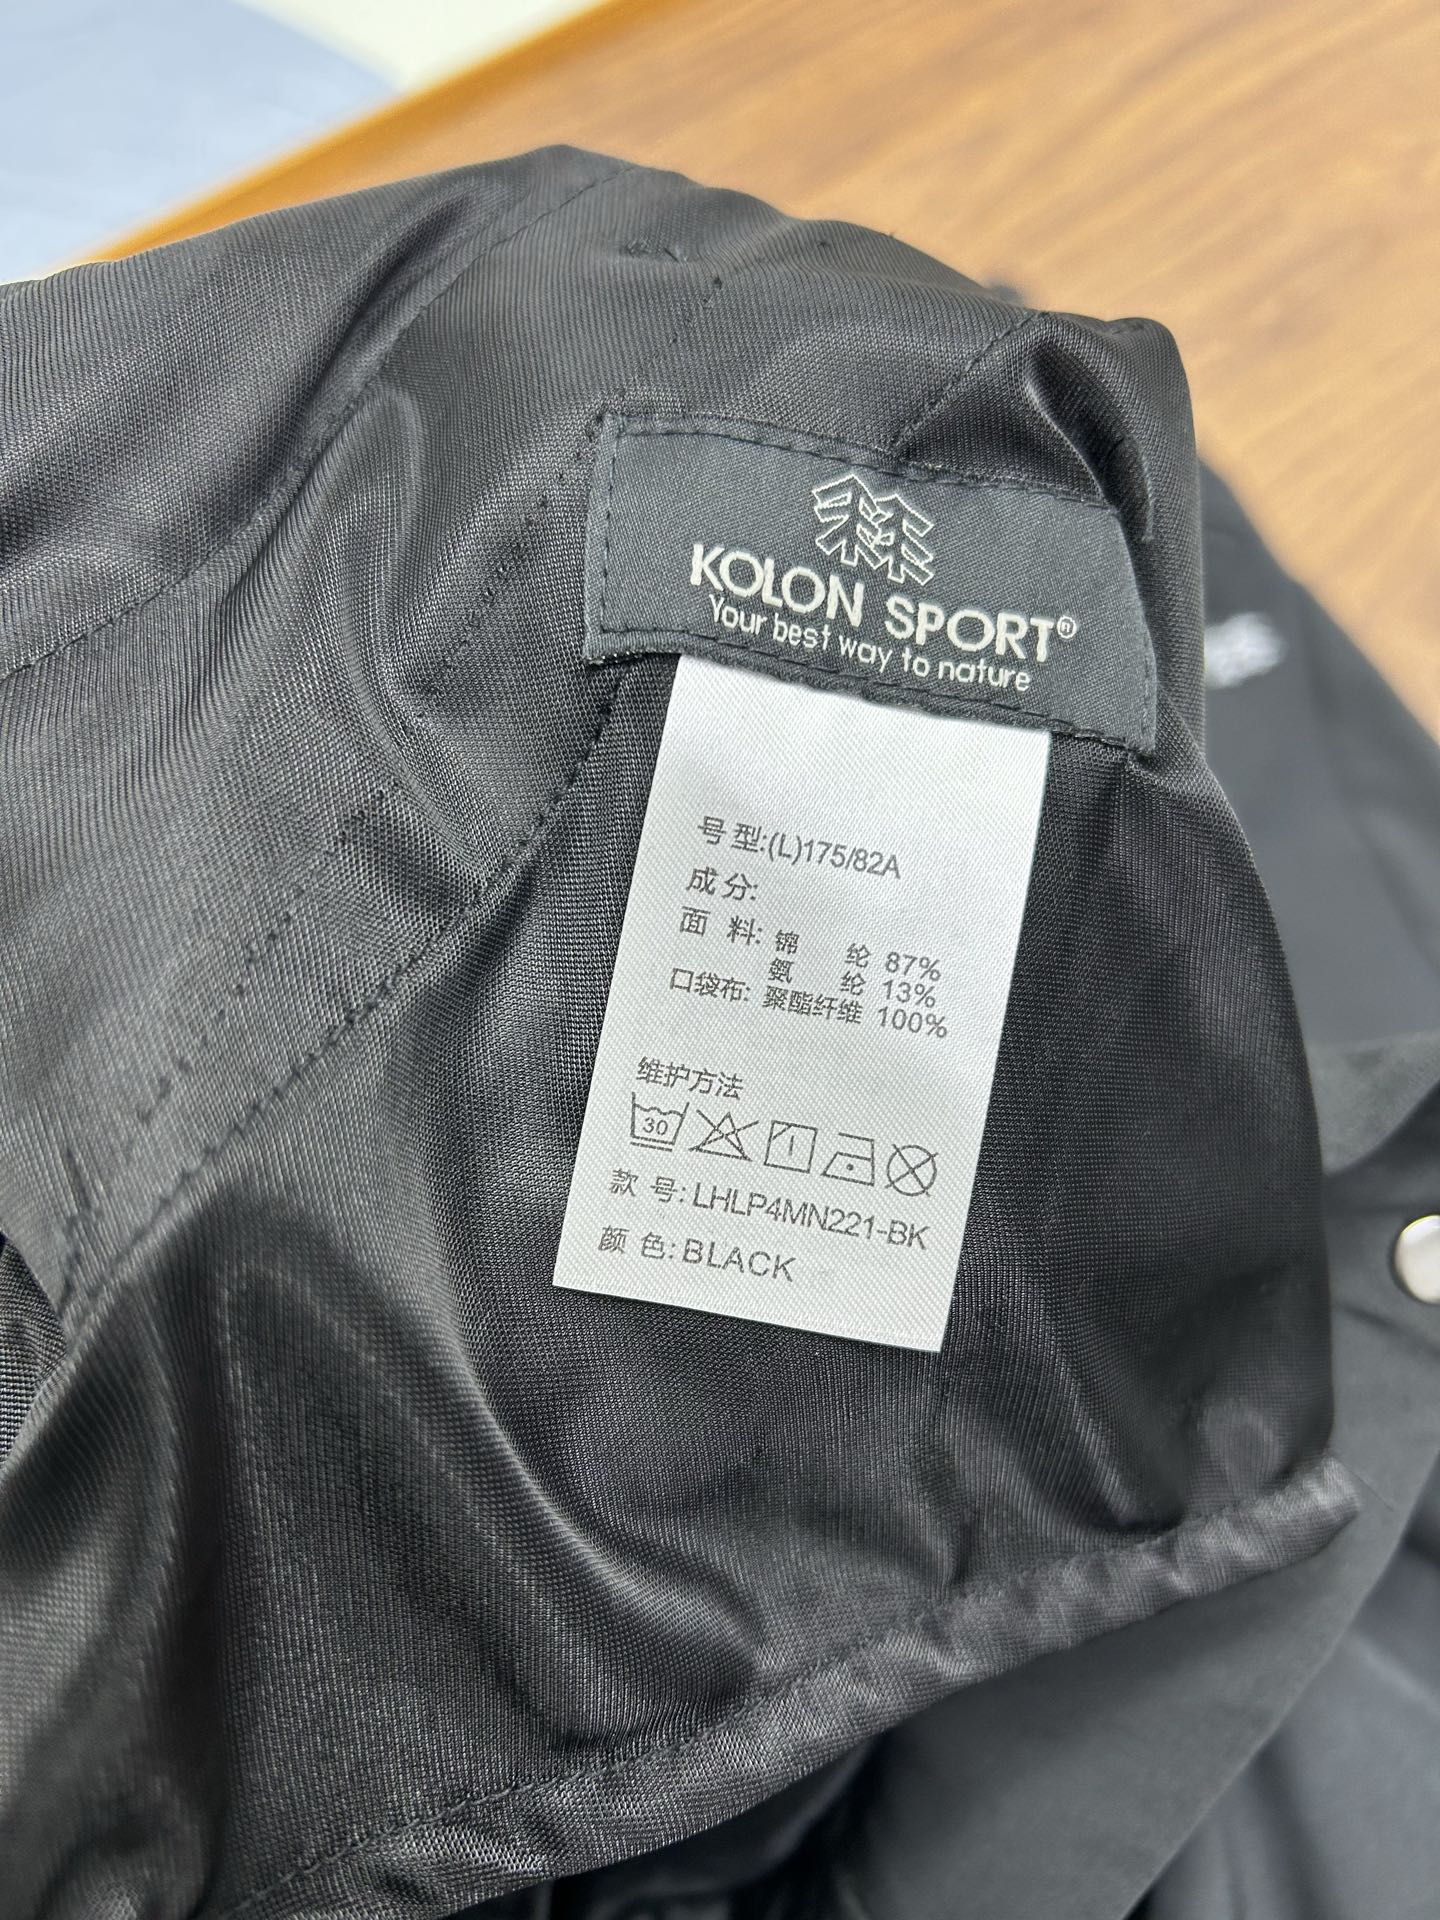 KOLON SPORT®
Your best way to nature
号 型:(L)175/82A
成 分:
面 料: 锦 纶 87%
氨 纶 13%
口袋布: 聚酯纤维 100%
维护方法
30
款 号: LHLP4MN221-BK
颜 色: BLACK